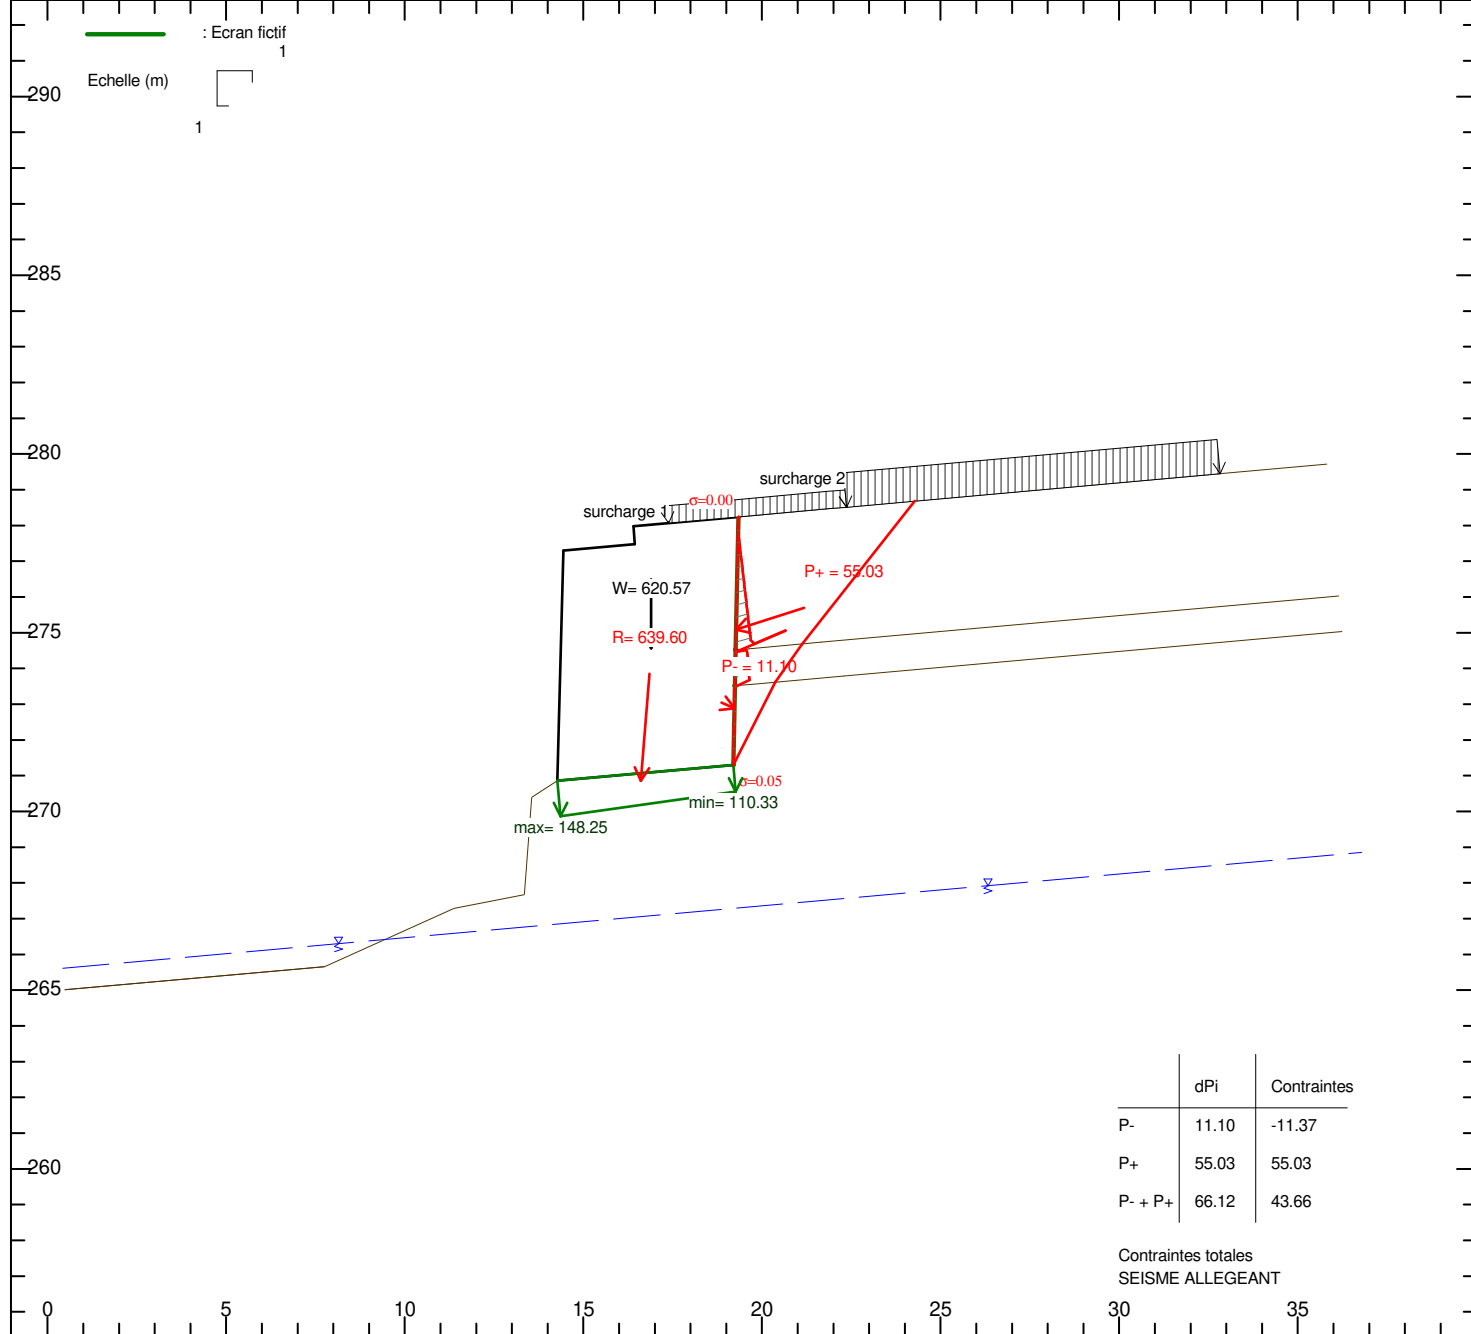 : Ecran fictif
1
Echelle (m)
1
290
285
280
275
270
265
260
surcharge 2
σ=0.00
surcharge 1
P+ = 55.03
W= 620.57
R= 639.60
P- = 11.10
σ=0.05
min= 110.33
max= 148.25
dPi Contraintes
P- 11.10 -11.37
P+ 55.03 55.03
P- + P+ 66.12 43.66
Contraintes totales
SEISME ALLEGEANT
0 5 10 15 20 25 30 35